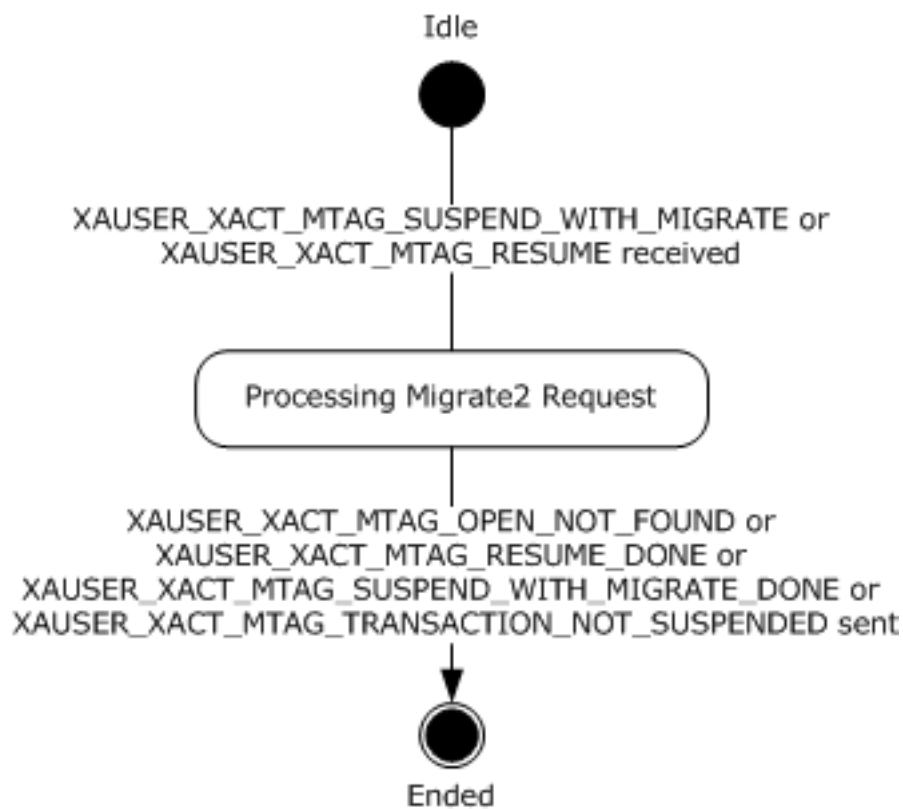 Idle
XAUSER_XACT_MTAG_SUSPEND_WITH_MIGRATE or
XAUSER_XACT_MTAG_RESUME received
Processing Migrate2 Request
XAUSER_XACT_MTAG_OPEN_NOT_FOUND or
XAUSER_XACT_MTAG_RESUME_DONE or
XAUSER_XACT_MTAG_SUSPEND_WITH_MIGRATE_DONE or
XAUSER_XACT_MTAG_TRANSACTION_NOT_SUSPENDED sent
Ended